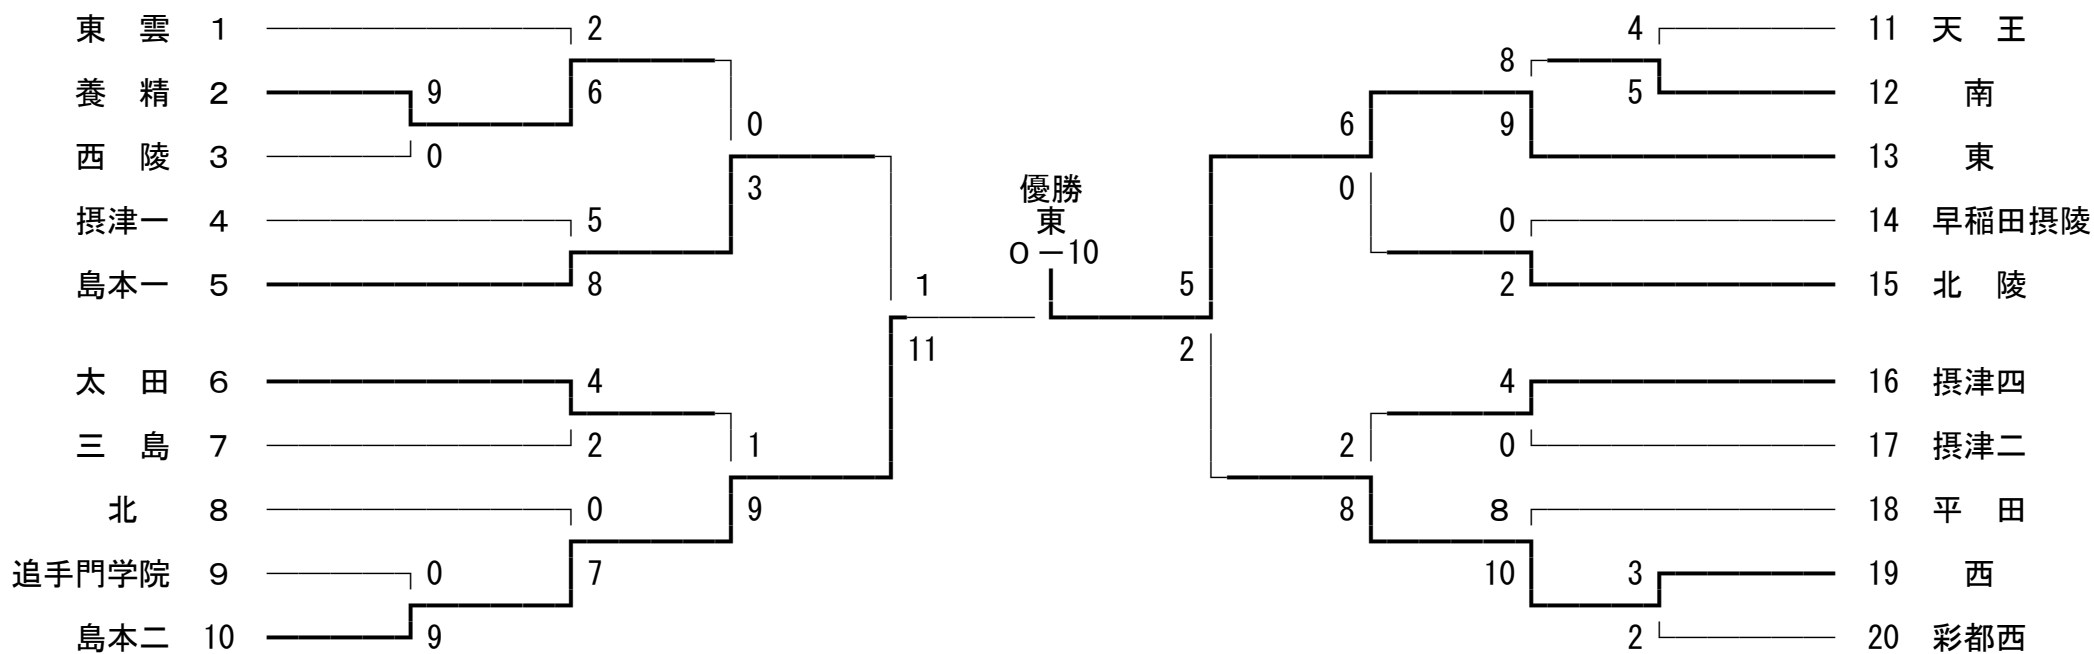 東　雲　1　2
養　精　2　9　6
西　陵　3　0　0
摂津一　4　5　3
島本一　5　8
太　田　6　4
三　島　7　2　1
北　8　0　9
追手門学院　9　0　7
島本二　10　9
1
11
優勝
東
0－10
5
2
4　11　天　王
8　5　12　南
6　9　13　東
0　0　14　早稲田摂陵
2　15　北　陵
4　16　摂津四
2　0　17　摂津二
8　8　18　平　田
10　3　19　西
2　20　彩都西